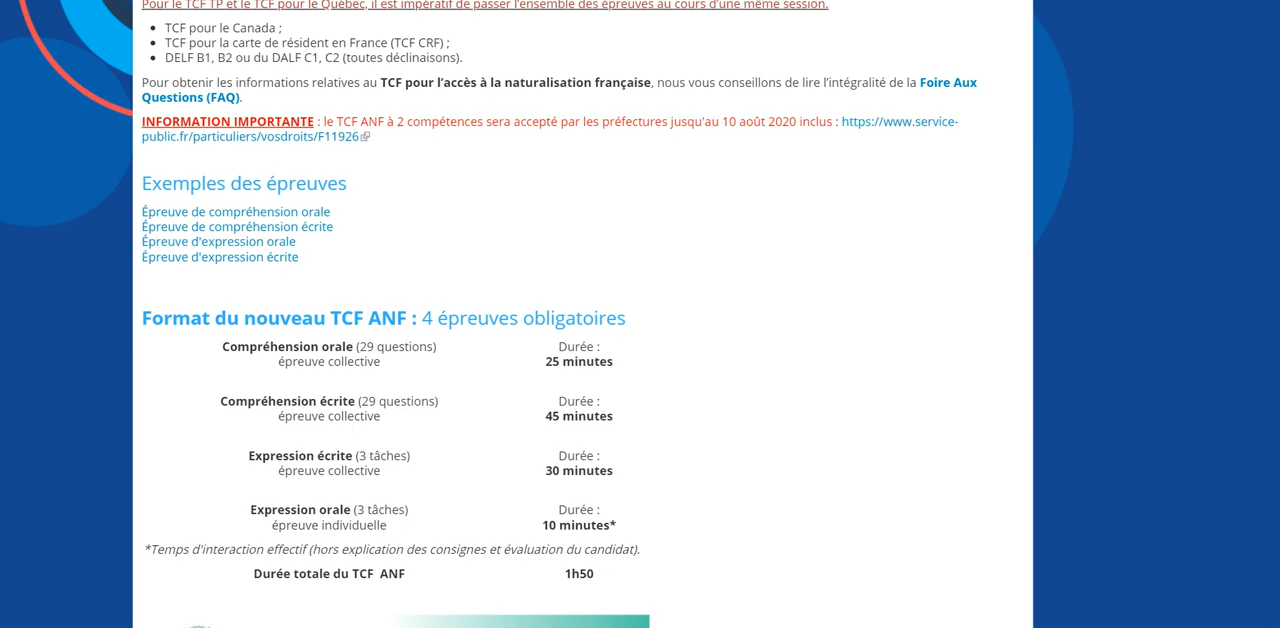 Pour le TCF TP et le TCF pour le Québec, il est impératif de passer l'ensemble des épreuves au cours d'une même session.
TCF pour le Canada ;
TCF pour la carte de résident en France (TCF CRF) ;
DELF B1, B2 ou du DALF C1, C2 (toutes déclinaisons).
Pour obtenir les informations relatives au TCF pour l'accès à la naturalisation française, nous vous conseillons de lire l'intégralité de la Foire Aux
Questions (FAQ).
INFORMATION IMPORTANTE : le TCF ANF à 2 compétences sera accepté par les préfectures jusqu'au 10 août 2020 inclus : https://www.service-
public.fr/particuliers/vosdroits/F11926
Exemples des épreuves
Épreuve de compréhension orale
Épreuve de compréhension écrite
Épreuve d'expression orale
Épreuve d'expression écrite
Format du nouveau TCF ANF : 4 épreuves obligatoires
Compréhension orale (29 questions) Durée :
épreuve collective 25 minutes
Compréhension écrite (29 questions) Durée :
épreuve collective 45 minutes
Expression écrite (3 tâches) Durée :
épreuve collective 30 minutes
Expression orale (3 tâches) Durée :
épreuve individuelle 10 minutes*
*Temps d'interaction effectif (hors explication des consignes et évaluation du candidat).
Durée totale du TCF ANF 1h50